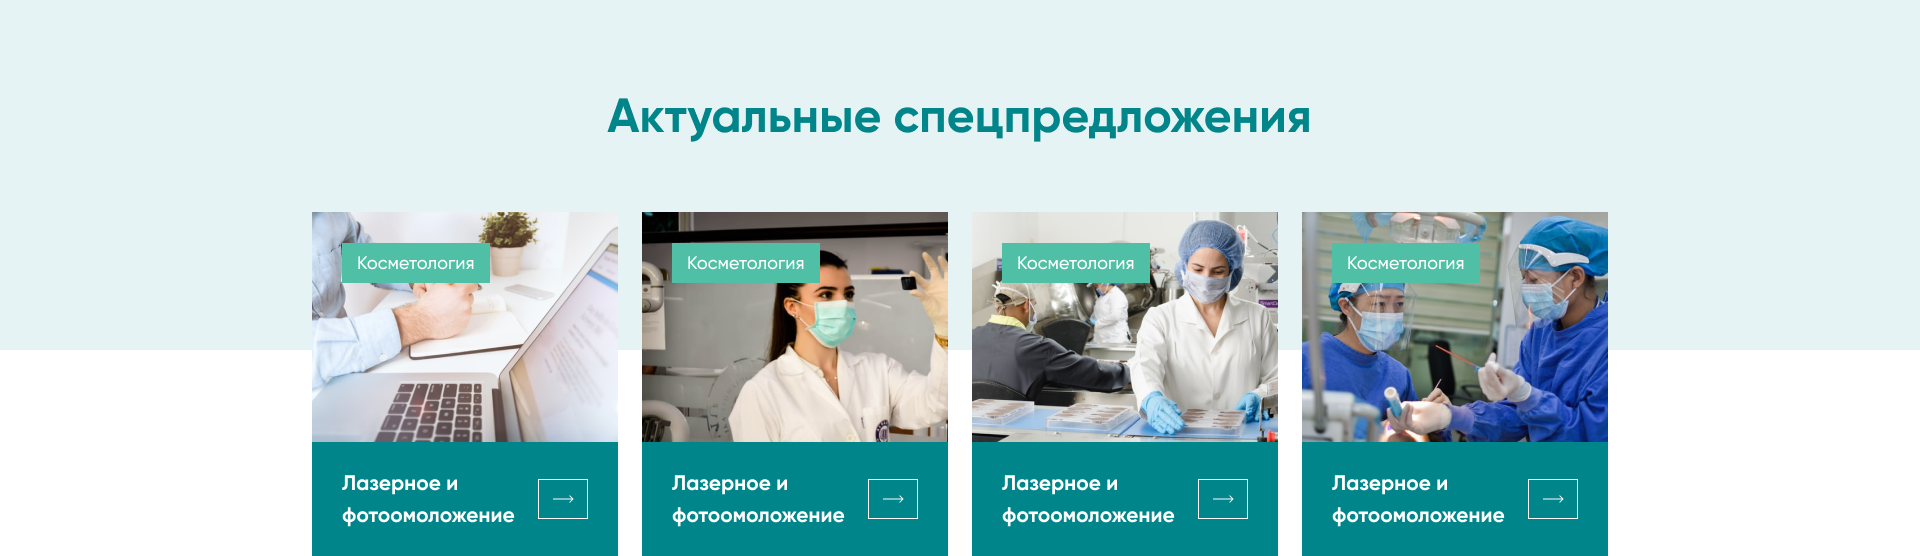 Актуальные спецпредложения
Косметология
Лазерное и
фотоомоложение
Косметология
Лазерное и
фотоомоложение
Косметология
Лазерное и
фотоомоложение
Косметология
Лазерное и
фотоомоложение